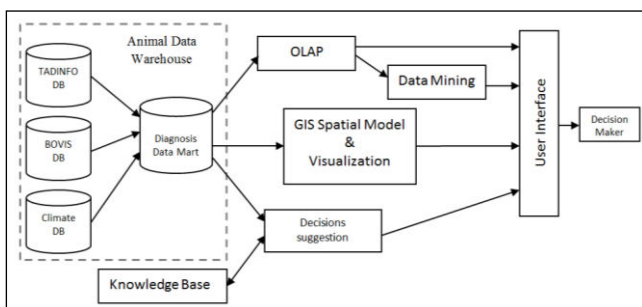 Animal Data
Warehouse
TADINFO
DB
BOVIS
DB
Climate
DB
Diagnosis
Data Mart
OLAP
Data Mining
GIS Spatial Model
&
Visualization
Decisions
suggestion
Knowledge Base
User Interface
Decision
Maker